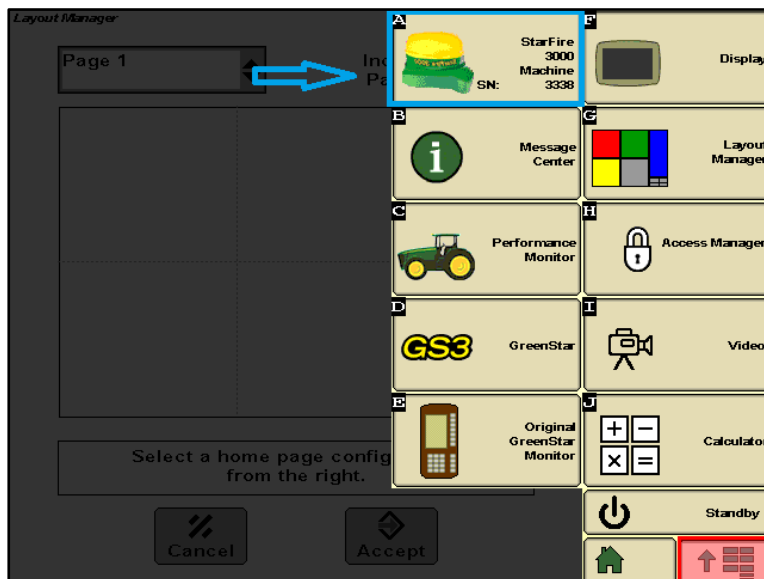 Layout Manager
Page 1
Inc
Pa
A
StarFire
3000
Machine
SN: 3338
F
Display
B
Message
Center
G
Layout
Manager
C
Performance
Monitor
H
Access Manager
D
GS3
GreenStar
I
Video
E
Original
GreenStar
Monitor
J
Calculato
Select a home page config
from the right.
Standby
Cancel
Accept